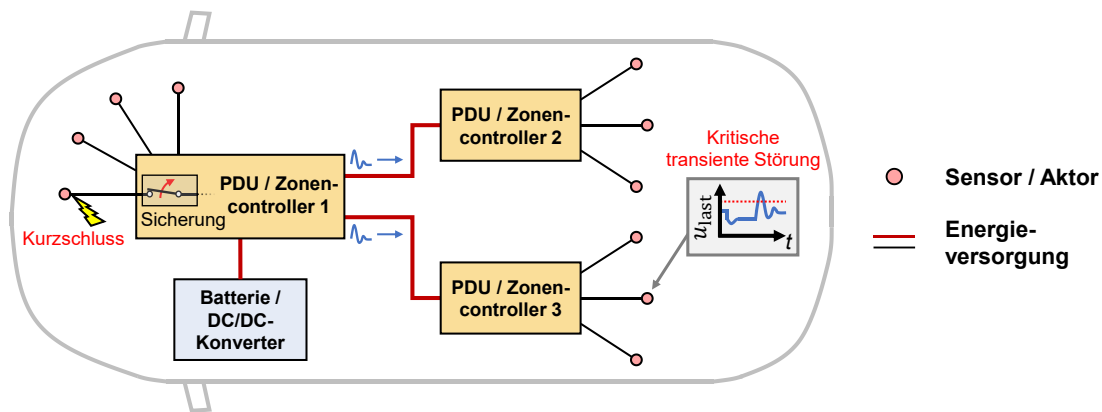 PDU / Zonen-
controller 2
Kritische
transiente Störung
PDU / Zonen-
controller 1
Sicherung
Kurzschluss
u_last
t
Sensor / Aktor
Energie-
versorgung
Batterie /
DC/DC-
Konverter
PDU / Zonen-
controller 3